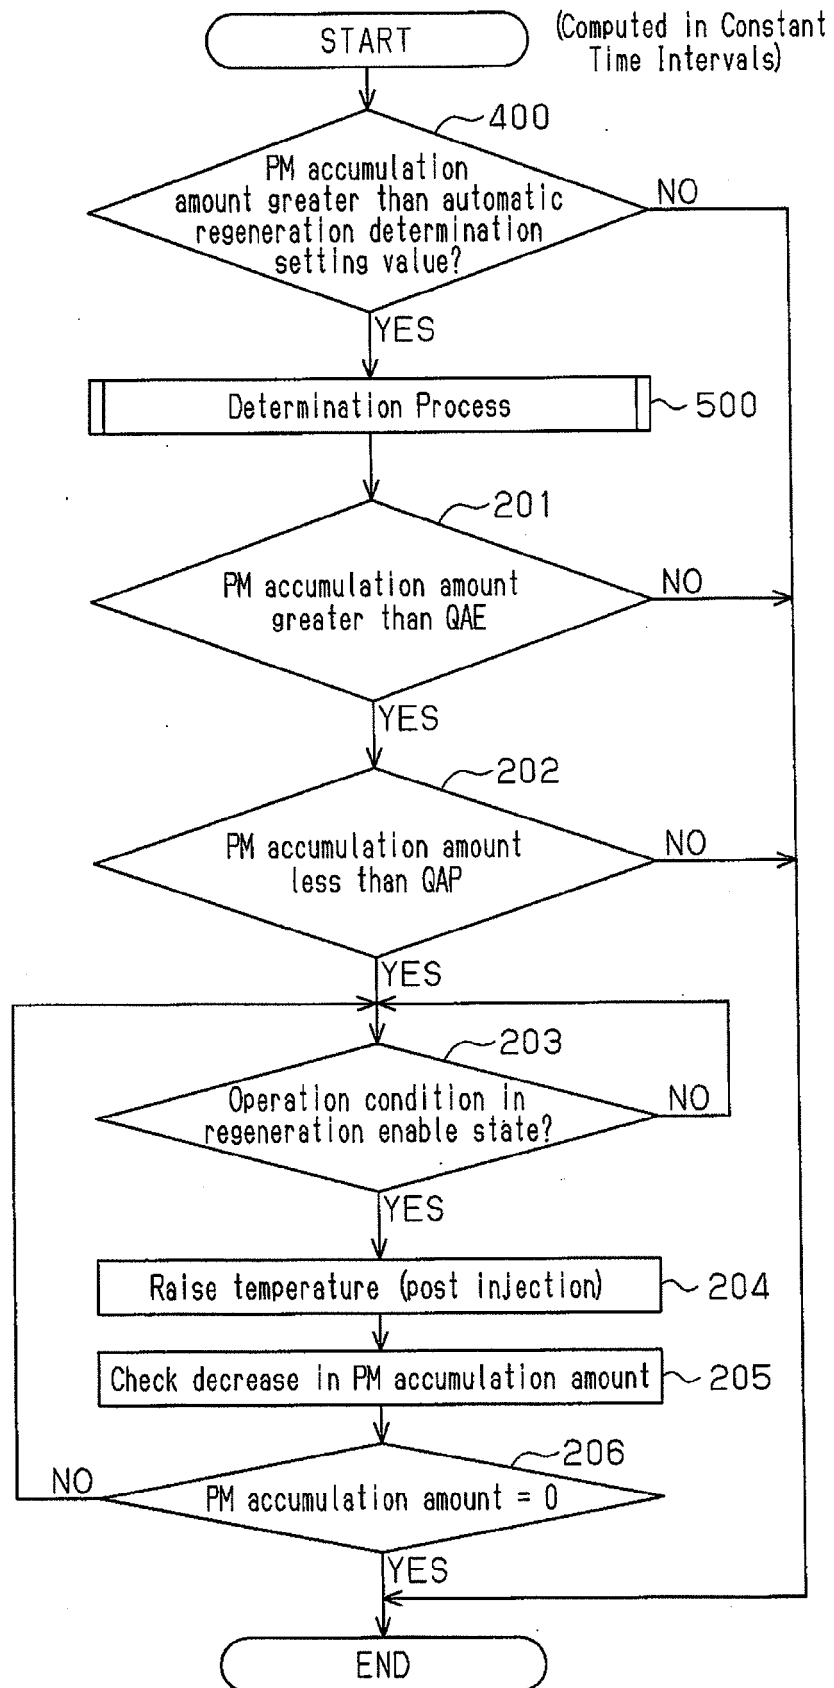 START
(Computed in Constant
Time Intervals)
400
PM accumulation
amount greater than automatic
regeneration determination
setting value?
NO
YES
Determination Process
500
201
PM accumulation amount
greater than QAE
NO
YES
202
PM accumulation amount
less than QAP
NO
YES
203
Operation condition in
regeneration enable state?
NO
YES
Raise temperature (post injection)
204
Check decrease in PM accumulation amount
205
206
NO
PM accumulation amount = 0
YES
END